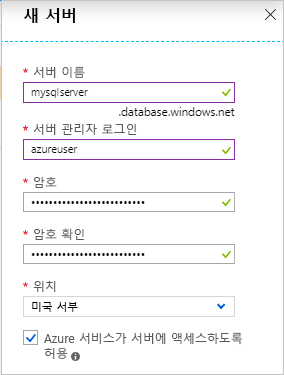 새 서버
* 서버 이름
mysqlserver
.database.windows.net
* 서버 관리자 로그인
azureuser
* 암호
••••••••••••••••••••••••••
* 암호 확인
••••••••••••••••••••••••••
* 위치
미국 서부
Azure 서비스가 서버에 액세스하도록
허용